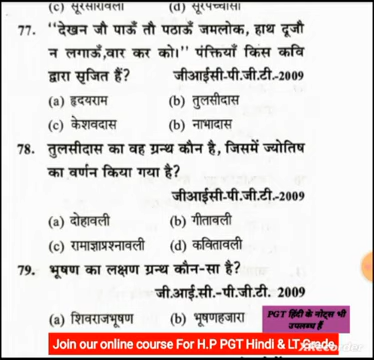 (c) सूरसारावली (d) सूरपच्चीसी
77. "देखन जौ पाऊँ तौ पठाऊँ जमलोक, हाथ दूजौ
न लगाऊँ,वार कर को।" पंक्तियाँ किस कवि
द्वारा सृजित हैं? जीआईसी-पी.जी.टी.-2009
(a) हृदयराम (b) तुलसीदास
(c) केशवदास (b) नाभादास
78. तुलसीदास का वह ग्रन्थ कौन है, जिसमें ज्योतिष
का वर्णन किया गया है?
जीआईसी-पी.जी.टी.-2009
(a) दोहावली (b) गीतावली
(c) रामाज्ञाप्रश्नावली (d) कवितावली
79. भूषण का लक्षण ग्रन्थ कौन-सा है?
जी.आई.सी.-पी.जी.टी. 2009
(a) शिवराजभूषण (b) भूषणहजारा
PGT हिंदी के नोट्स भी
उपलब्ध हैं
Join our online course For H.P PGT Hindi & LT Grade